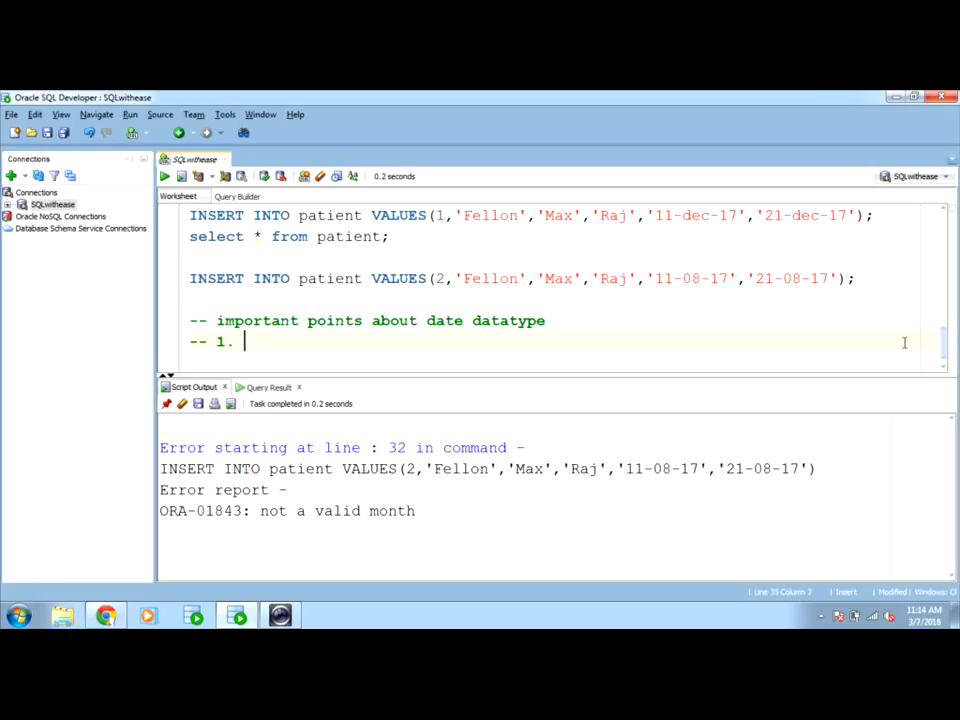 Oracle SQL Developer : SQLwithease
File Edit View Navigate Run Source Team Tools Window Help
Connections
SQLwithease
0.2 seconds
SQLwithease
Connections
SQLwithease
Oracle NoSQL Connections
Database Schema Service Connections
Worksheet Query Builder
INSERT INTO patient VALUES(1,'Fellon','Max','Raj','11-dec-17','21-dec-17');
select * from patient;
INSERT INTO patient VALUES(2,'Fellon','Max','Raj','11-08-17','21-08-17');
-- important points about date datatype
-- 1.
Script Output Query Result
Task completed in 0.2 seconds
Error starting at line : 32 in command -
INSERT INTO patient VALUES(2,'Fellon','Max','Raj','11-08-17','21-08-17')
Error report -
ORA-01843: not a valid month
Line 35 Column 7 Insert Modified Windows: C
11:14 AM
3/7/2018